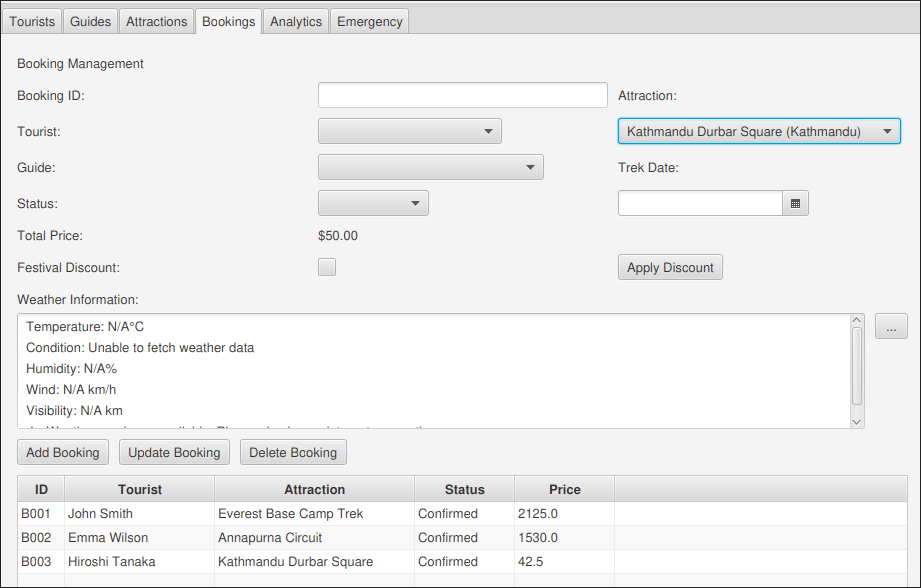 Tourists Guides Attractions Bookings Analytics Emergency
Booking Management
Booking ID: Attraction:
Tourist: Kathmandu Durbar Square (Kathmandu)
Guide: Trek Date:
Status:
Total Price: $50.00
Festival Discount: Apply Discount
Weather Information:
Temperature: N/A°C
...
Condition: Unable to fetch weather data
Humidity: N/A%
Wind: N/A km/h
Visibility: N/A km
Add Booking Update Booking Delete Booking
ID Tourist Attraction Status Price
B001 John Smith Everest Base Camp Trek Confirmed 2125.0
B002 Emma Wilson Annapurna Circuit Confirmed 1530.0
B003 Hiroshi Tanaka Kathmandu Durbar Square Confirmed 42.5